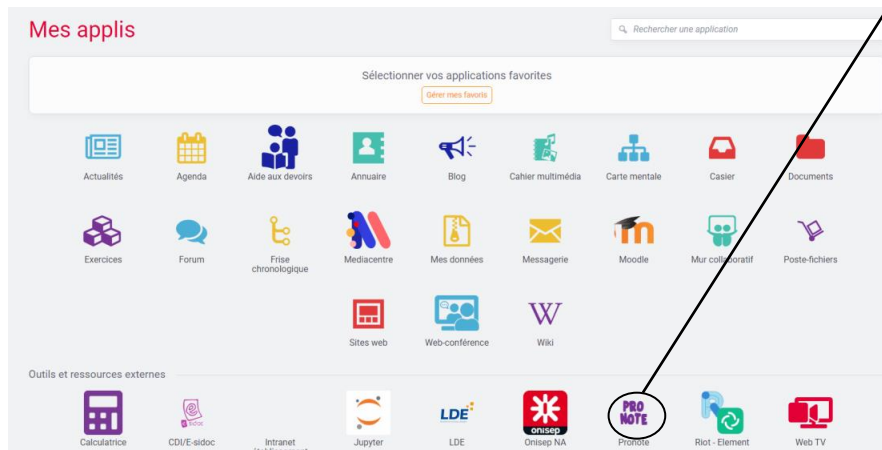 Mes applis
Rechercher une application
Sélectionner vos applications favorites
Gérer mes favoris
Actualités
Agenda
Aide aux devoirs
Annuaire
Blog
Cahier multimédia
Carte mentale
Casier
Documents
Exercices
Forum
Frise
chronologique
Mediacentre
Mes données
Messagerie
Moodle
Mur collaboratif
Poste-fichiers
Sites web
Web-conférence
W
Wiki
Outils et ressources externes
LDE
onisep
PRO
NOTE
Calculatrice
CDI/E-sidoc
Intranet
Jupyter
LDE
Onisep NA
Pronote
Riot - Element
Web TV